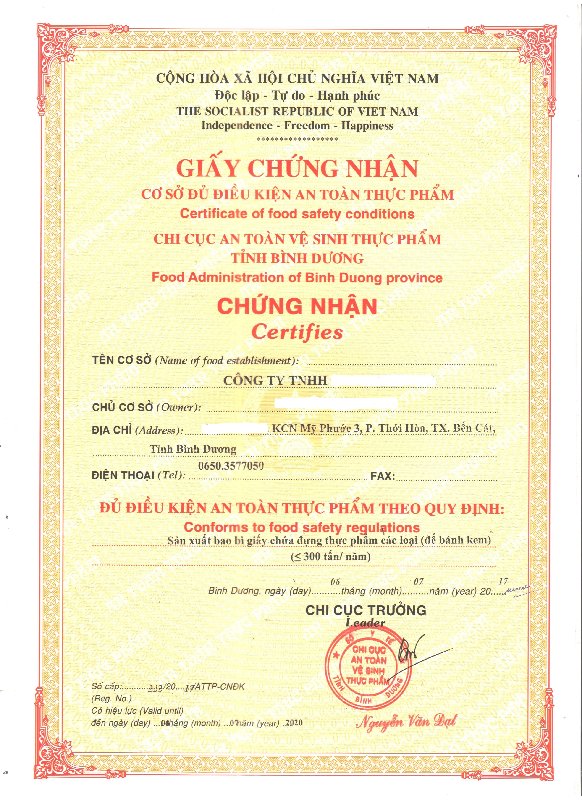 CỘNG HÒA XÃ HỘI CHỦ NGHĨA VIỆT NAM
Độc lập - Tự do - Hạnh phúc
THE SOCIALIST REPUBLIC OF VIET NAM
Independence - Freedom - Happiness
*****************
GIẤY CHỨNG NHẬN
CƠ SỞ ĐỦ ĐIỀU KIỆN AN TOÀN THỰC PHẨM
Certificate of food safety conditions
CHI CỤC AN TOÀN VỆ SINH THỰC PHẨM
TỈNH BÌNH DƯƠNG
Food Administration of Binh Duong province
CHỨNG NHẬN
Certifies
TÊN CƠ SỞ (Name of food establishment):
CÔNG TY TNHH
CHỦ CƠ SỞ (Owner):
ĐỊA CHỈ (Address): KCN Mỹ Phước 3, P. Thới Hòa, TX. Bến Cát,
Tỉnh Bình Dương
ĐIỆN THOẠI (Tel): 0650.3577050 FAX:
ĐỦ ĐIỀU KIỆN AN TOÀN THỰC PHẨM THEO QUY ĐỊNH:
Conforms to food safety regulations
Sản xuất bao bì giấy chứa đựng thực phẩm các loại (đế bánh kem)
(≤ 300 tấn/ năm)
Bình Dương, ngày (day) 06 tháng (month) 07 năm (year) 2017
CHI CỤC TRƯỞNG
Leader
SỞ Y TẾ
CHI CỤC
AN TOÀN
VỆ SINH
THỰC PHẨM
TỈNH BÌNH DƯƠNG
Số cấp: /20 17/ATTP-CNĐK
(Reg. No.)
Có hiệu lực (Valid until)
đến ngày (day) 06 tháng (month) 07 năm (year) 2020
Nguyễn Văn Đạt